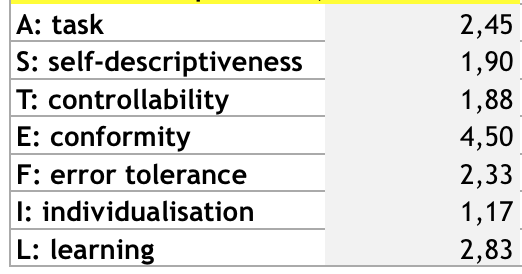 A: task 2,45
S: self-descriptiveness 1,90
T: controllability 1,88
E: conformity 4,50
F: error tolerance 2,33
I: individualisation 1,17
L: learning 2,83